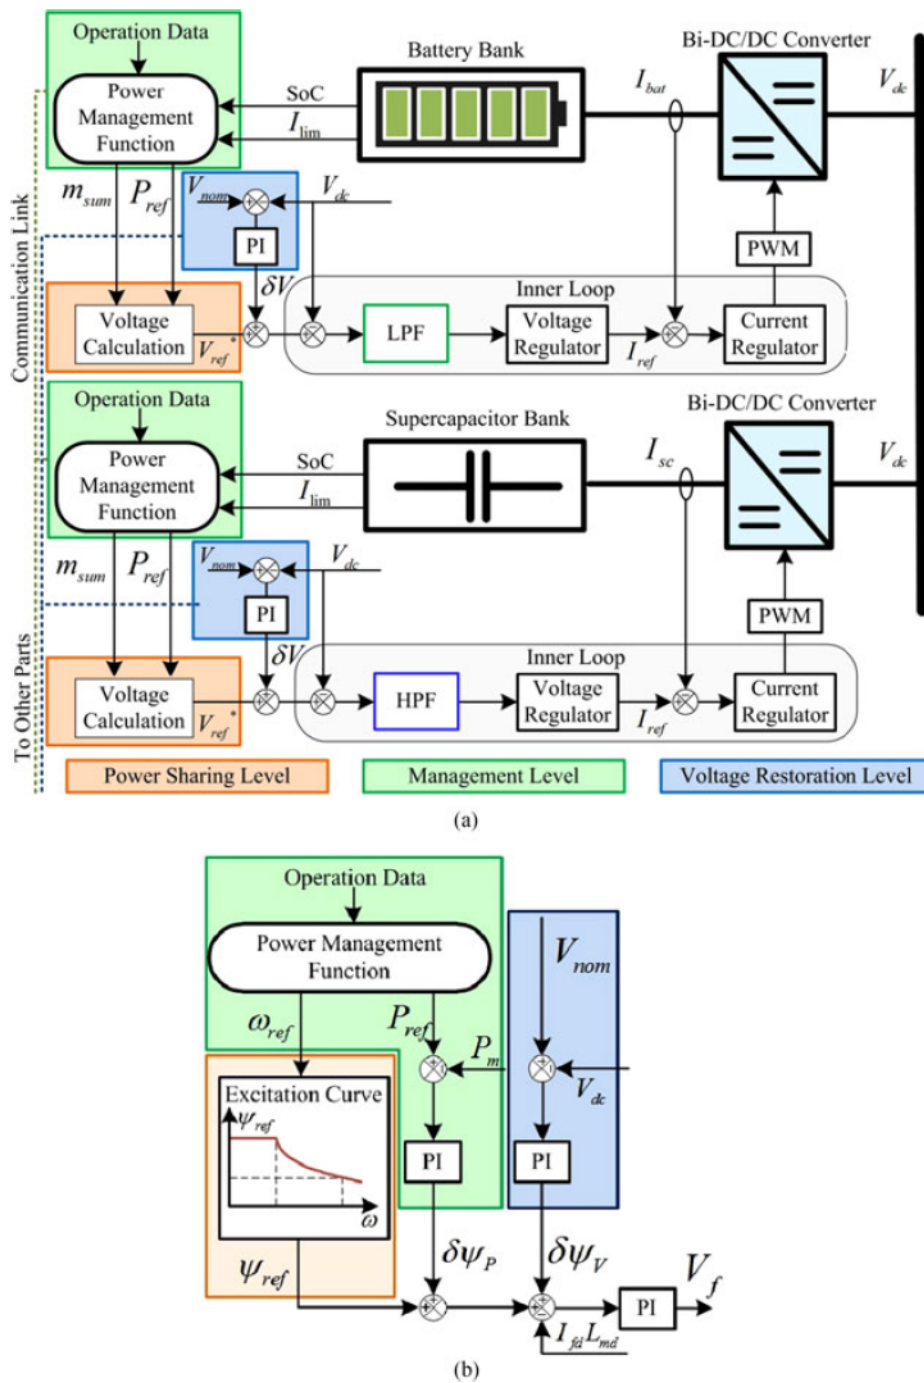 Operation Data
Battery Bank
Bi-DC/DC Converter
Power
Management
Function
SoC
I_lim
I_bat
V_dc
m_sum
P_ref
V_nom
V_dc
PI
PWM
δV
Inner Loop
Voltage
Calculation
V_ref*
LPF
Voltage
Regulator
I_ref
Current
Regulator
Communication Link
Operation Data
Supercapacitor Bank
Bi-DC/DC Converter
Power
Management
Function
SoC
I_lim
I_sc
V_dc
m_sum
P_ref
V_nom
V_dc
PI
PWM
δV
Inner Loop
Voltage
Calculation
V_ref*
HPF
Voltage
Regulator
I_ref
Current
Regulator
To Other Parts
Power Sharing Level
Management Level
Voltage Restoration Level
(a)
Operation Data
Power Management
Function
V_nom
ω_ref
P_ref
P_m
V_dc
Excitation Curve
ψ_ref
ω
PI
PI
ψ_ref
δψ_P
δψ_V
PI
V_f
I_fd L_md
(b)